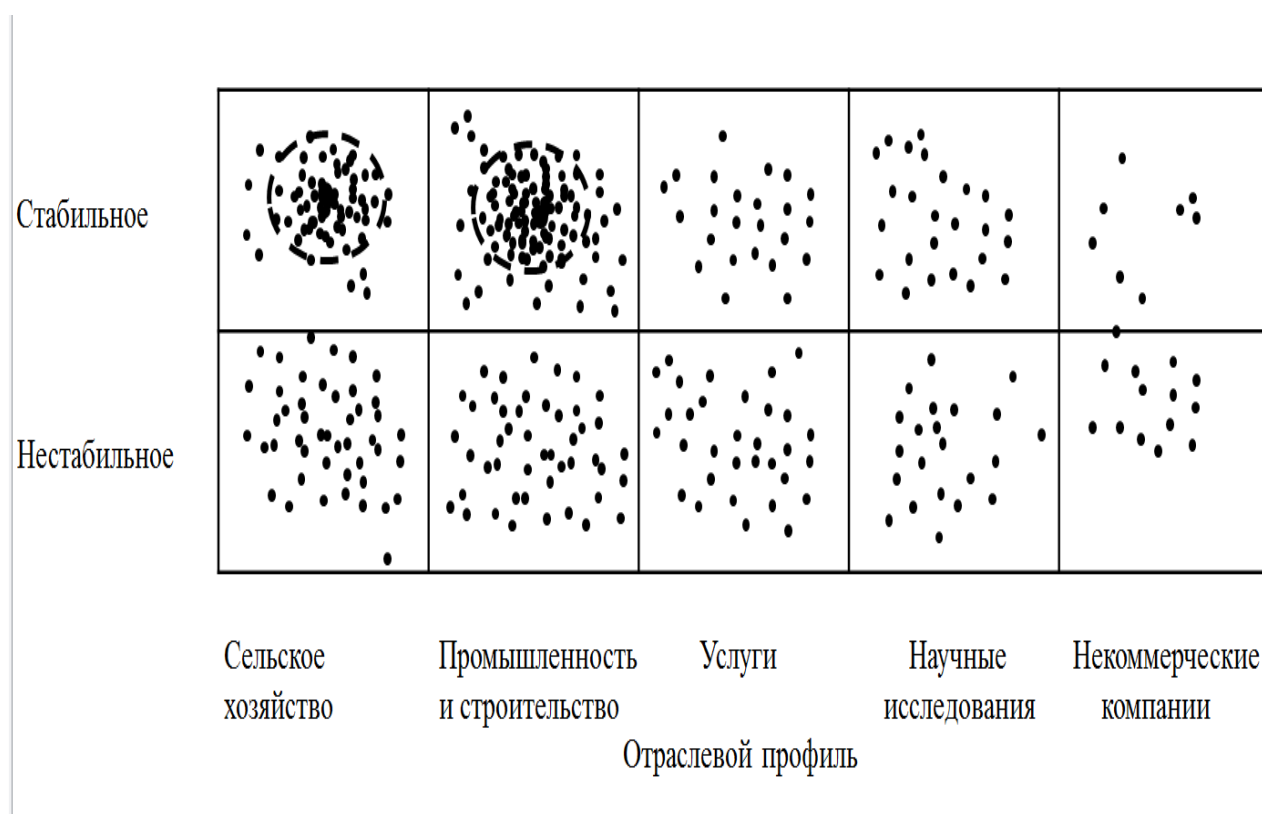 Стабильное
Нестабильное
Сельское хозяйство
Промышленность и строительство
Услуги
Научные исследования
Некоммерческие компании
Отраслевой профиль